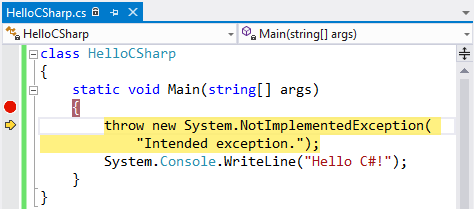 HelloCSharp.cs
HelloCSharp
Main(string[] args)
class HelloCSharp
{
    static void Main(string[] args)
    {
        throw new System.NotImplementedException(
            "Intended exception.");
        System.Console.WriteLine("Hello C#!");
    }
}